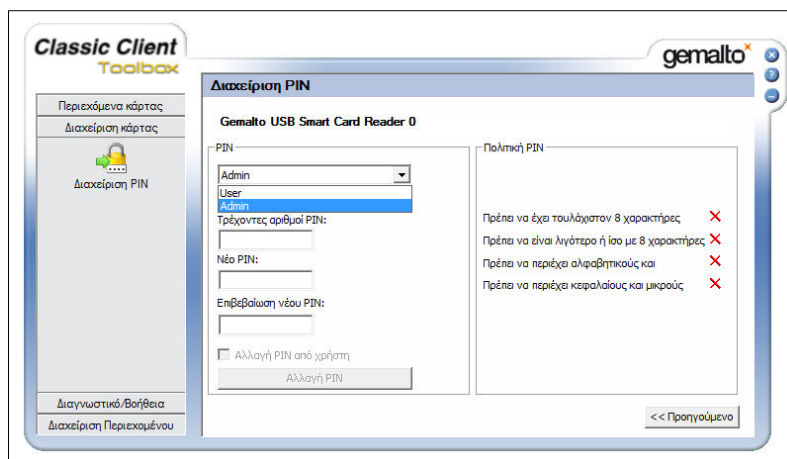 Classic Client
Toolbox
gemalto
Διαχείριση PIN
Περιεχόμενα κάρτας
Διαχείριση κάρτας
Διαχείριση PIN
Διαγνωστικό/Βοήθεια
Διαχείριση Περιεχομένου
Gemalto USB Smart Card Reader 0
PIN
Admin
User
Admin
Τρέχοντες αριθμοί PIN:
Νέο PIN:
Επιβεβαίωση νέου PIN:
Αλλαγή PIN από χρήστη
Αλλαγή PIN
Πολιτική PIN
Πρέπει να έχει τουλάχιστον 8 χαρακτήρες
Πρέπει να είναι λιγότερο ή ίσο με 8 χαρακτήρες
Πρέπει να περιέχει αλφαβητικούς και
Πρέπει να περιέχει κεφαλαίους και μικρούς
<< Προηγούμενο